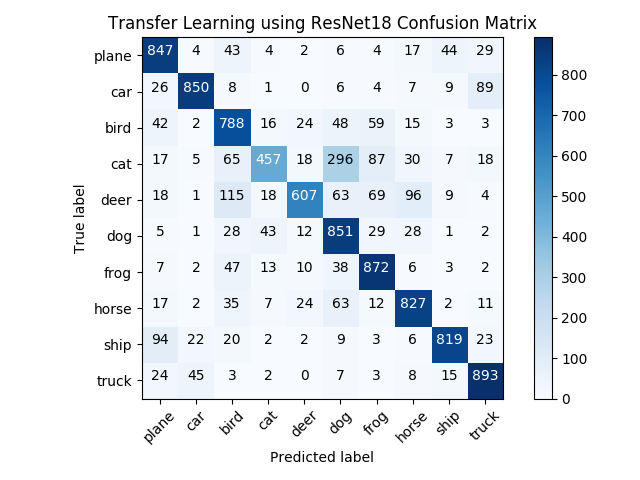 Transfer Learning using ResNet18 Confusion Matrix
plane 847 4 43 4 2 6 4 17 44 29
car 26 850 8 1 0 6 4 7 9 89
bird 42 2 788 16 24 48 59 15 3 3
cat 17 5 65 457 18 296 87 30 7 18
deer 18 1 115 18 607 63 69 96 9 4
dog 5 1 28 43 12 851 29 28 1 2
frog 7 2 47 13 10 38 872 6 3 2
horse 17 2 35 7 24 63 12 827 2 11
ship 94 22 20 2 2 9 3 6 819 23
truck 24 45 3 2 0 7 3 8 15 893
plane car bird cat deer dog frog horse ship truck
Predicted label
True label
800
700
600
500
400
300
200
100
0